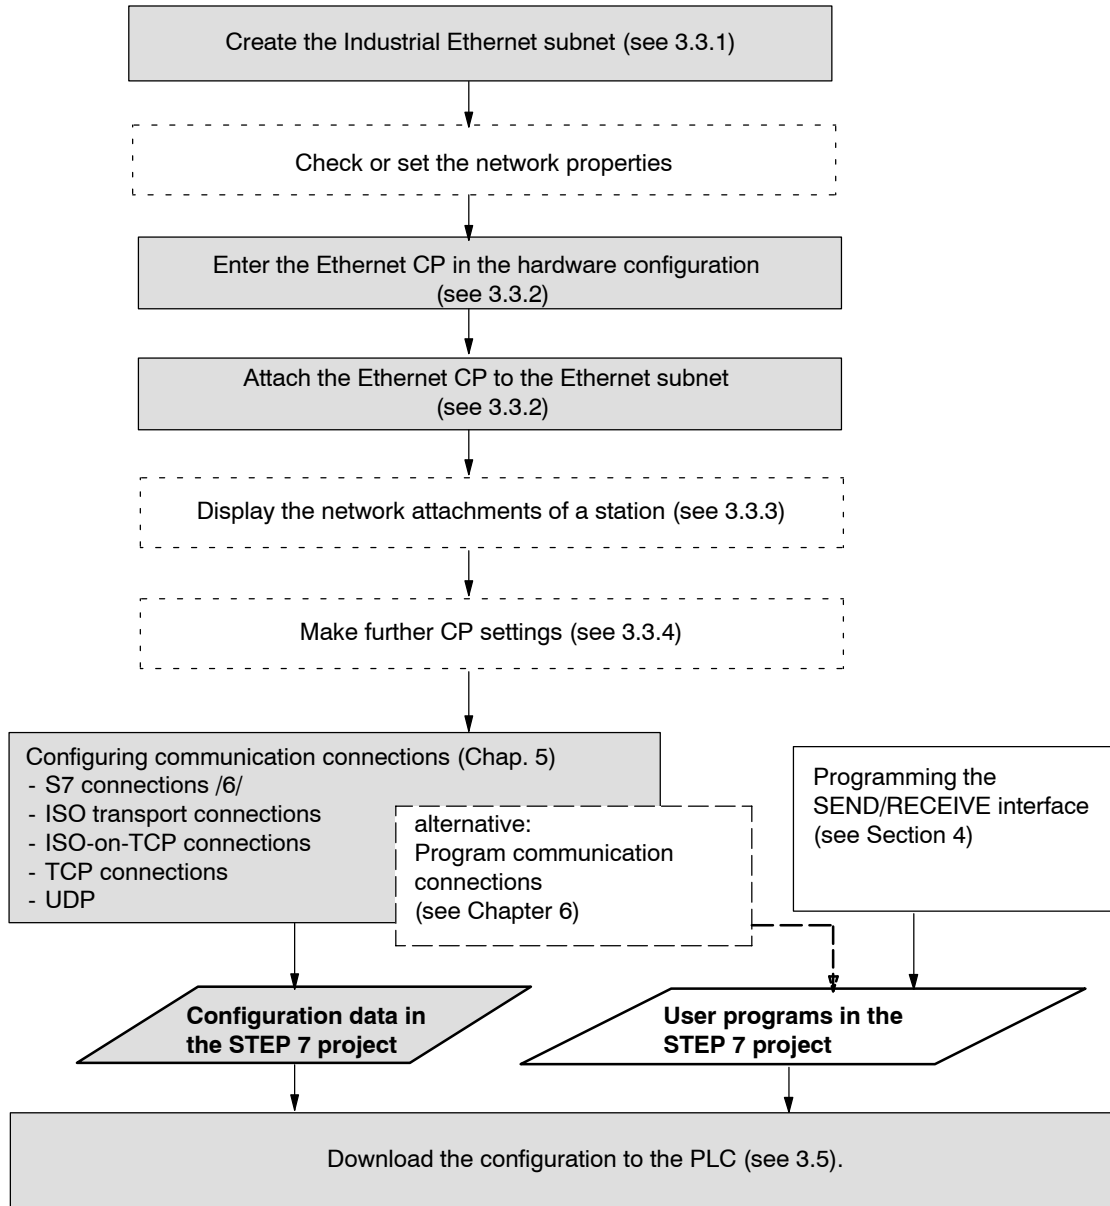 Create the Industrial Ethernet subnet (see 3.3.1)
Check or set the network properties
Enter the Ethernet CP in the hardware configuration
(see 3.3.2)
Attach the Ethernet CP to the Ethernet subnet
(see 3.3.2)
Display the network attachments of a station (see 3.3.3)
Make further CP settings (see 3.3.4)
Configuring communication connections (Chap. 5)
- S7 connections /6/
- ISO transport connections
- ISO-on-TCP connections
- TCP connections
- UDP
alternative:
Program communication
connections
(see Chapter 6)
Programming the
SEND/RECEIVE interface
(see Section 4)
Configuration data in
the STEP 7 project
User programs in the
STEP 7 project
Download the configuration to the PLC (see 3.5).